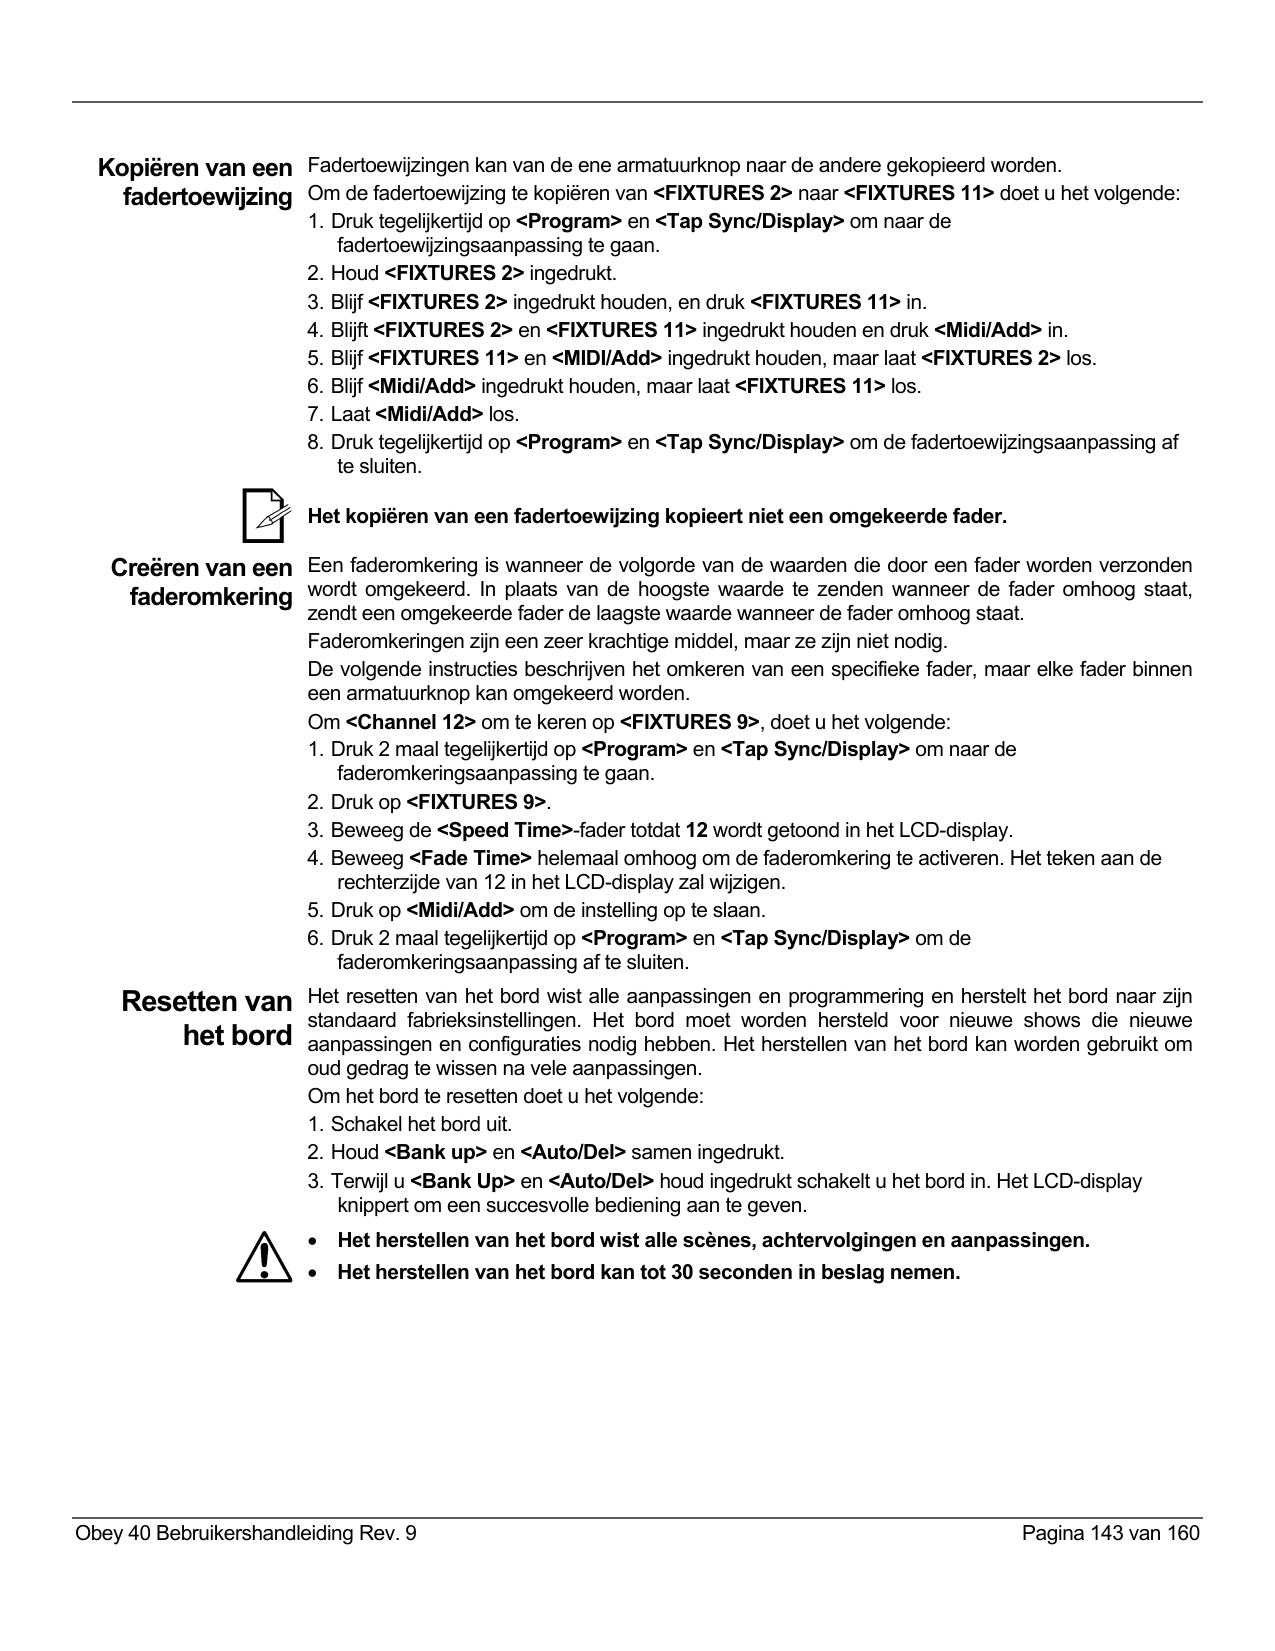 Kopiëren van een
fadertoewijzing
Fadertoewijzingen kan van de ene armatuurknop naar de andere gekopieerd worden.
Om de fadertoewijzing te kopiëren van <FIXTURES 2> naar <FIXTURES 11> doet u het volgende:
1. Druk tegelijkertijd op <Program> en <Tap Sync/Display> om naar de
fadertoewijzingsaanpassing te gaan.
2. Houd <FIXTURES 2> ingedrukt.
3. Blijf <FIXTURES 2> ingedrukt houden, en druk <FIXTURES 11> in.
4. Blijft <FIXTURES 2> en <FIXTURES 11> ingedrukt houden en druk <Midi/Add> in.
5. Blijf <FIXTURES 11> en <MIDI/Add> ingedrukt houden, maar laat <FIXTURES 2> los.
6. Blijf <Midi/Add> ingedrukt houden, maar laat <FIXTURES 11> los.
7. Laat <Midi/Add> los.
8. Druk tegelijkertijd op <Program> en <Tap Sync/Display> om de fadertoewijzingsaanpassing af
te sluiten.
Het kopiëren van een fadertoewijzing kopieert niet een omgekeerde fader.
Creëren van een
faderomkering
Een faderomkering is wanneer de volgorde van de waarden die door een fader worden verzonden
wordt omgekeerd. In plaats van de hoogste waarde te zenden wanneer de fader omhoog staat,
zendt een omgekeerde fader de laagste waarde wanneer de fader omhoog staat.
Faderomkeringen zijn een zeer krachtige middel, maar ze zijn niet nodig.
De volgende instructies beschrijven het omkeren van een specifieke fader, maar elke fader binnen
een armatuurknop kan omgekeerd worden.
Om <Channel 12> om te keren op <FIXTURES 9>, doet u het volgende:
1. Druk 2 maal tegelijkertijd op <Program> en <Tap Sync/Display> om naar de
faderomkeringsaanpassing te gaan.
2. Druk op <FIXTURES 9>.
3. Beweeg de <Speed Time>-fader totdat 12 wordt getoond in het LCD-display.
4. Beweeg <Fade Time> helemaal omhoog om de faderomkering te activeren. Het teken aan de
rechterzijde van 12 in het LCD-display zal wijzigen.
5. Druk op <Midi/Add> om de instelling op te slaan.
6. Druk 2 maal tegelijkertijd op <Program> en <Tap Sync/Display> om de
faderomkeringsaanpassing af te sluiten.
Resetten van
het bord
Het resetten van het bord wist alle aanpassingen en programmering en herstelt het bord naar zijn
standaard fabrieksinstellingen. Het bord moet worden hersteld voor nieuwe shows die nieuwe
aanpassingen en configuraties nodig hebben. Het herstellen van het bord kan worden gebruikt om
oud gedrag te wissen na vele aanpassingen.
Om het bord te resetten doet u het volgende:
1. Schakel het bord uit.
2. Houd <Bank up> en <Auto/Del> samen ingedrukt.
3. Terwijl u <Bank Up> en <Auto/Del> houd ingedrukt schakelt u het bord in. Het LCD-display
knippert om een succesvolle bediening aan te geven.
• Het herstellen van het bord wist alle scènes, achtervolgingen en aanpassingen.
• Het herstellen van het bord kan tot 30 seconden in beslag nemen.
Obey 40 Bebruikershandleiding Rev. 9
Pagina 143 van 160